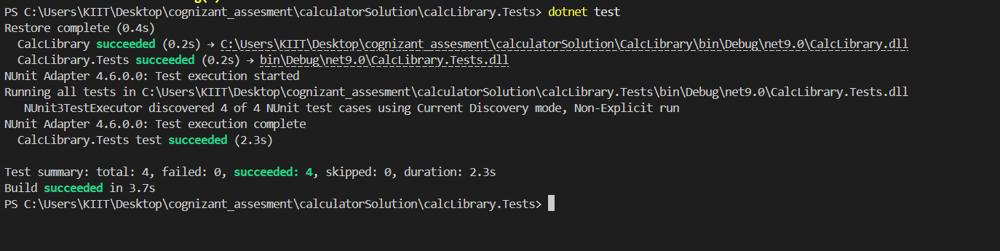 PS C:\Users\KIIT\Desktop\cognizant_assesment\calculatorSolution\calcLibrary.Tests> dotnet test
Restore complete (0.4s)
  CalcLibrary succeeded (0.2s) → C:\Users\KIIT\Desktop\cognizant_assesment\calculatorSolution\CalcLibrary\bin\Debug\net9.0\CalcLibrary.dll
  CalcLibrary.Tests succeeded (0.2s) → bin\Debug\net9.0\CalcLibrary.Tests.dll
NUnit Adapter 4.6.0.0: Test execution started
Running all tests in C:\Users\KIIT\Desktop\cognizant_assesment\calculatorSolution\calcLibrary.Tests\bin\Debug\net9.0\CalcLibrary.Tests.dll
   NUnit3TestExecutor discovered 4 of 4 NUnit test cases using Current Discovery mode, Non-Explicit run
NUnit Adapter 4.6.0.0: Test execution complete
  CalcLibrary.Tests test succeeded (2.3s)

Test summary: total: 4, failed: 0, succeeded: 4, skipped: 0, duration: 2.3s
Build succeeded in 3.7s
PS C:\Users\KIIT\Desktop\cognizant_assesment\calculatorSolution\calcLibrary.Tests>